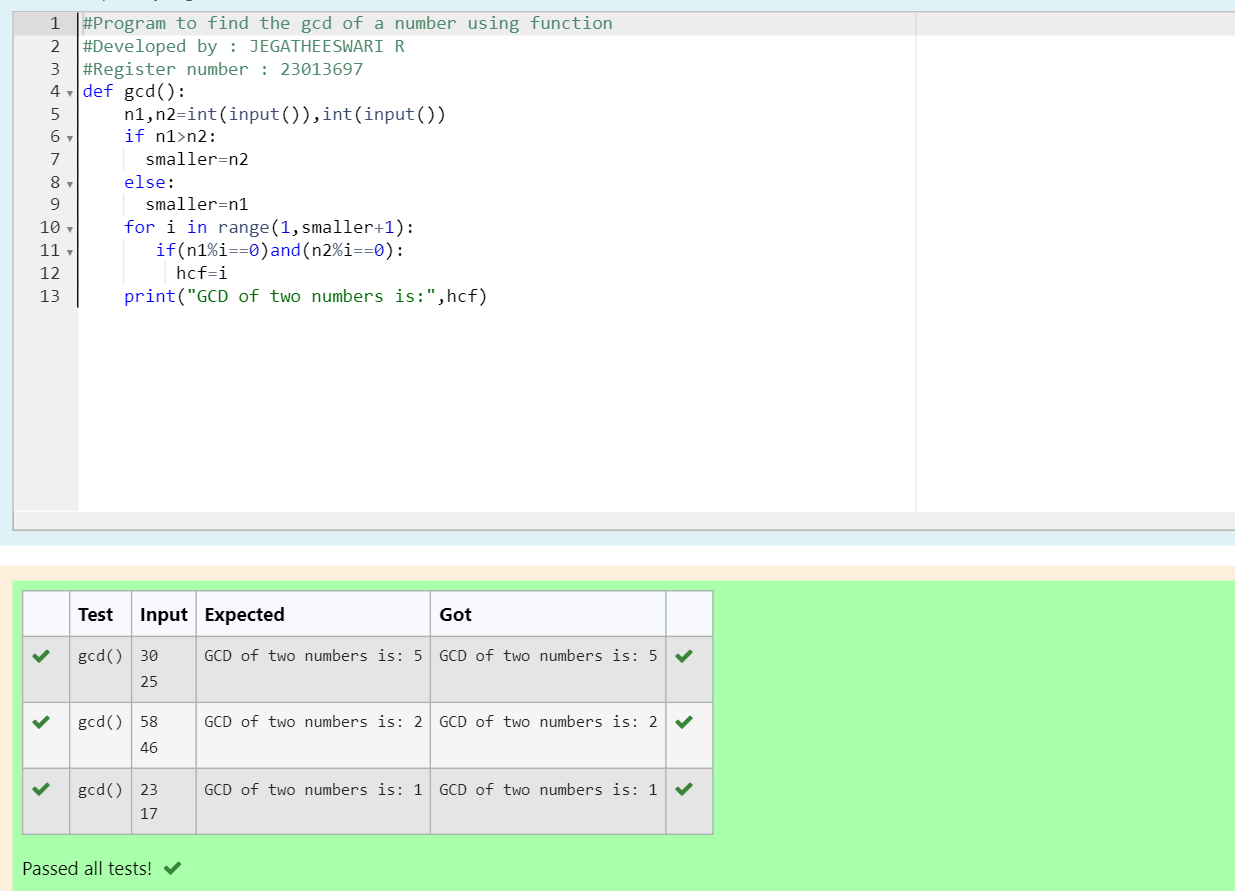 1 #Program to find the gcd of a number using function
2 #Developed by : JEGATHEESWARI R
3 #Register number : 23013697
4 def gcd():
5     n1,n2=int(input()),int(input())
6     if n1>n2:
7       smaller=n2
8     else:
9       smaller=n1
10     for i in range(1,smaller+1):
11        if(n1%i==0)and(n2%i==0):
12          hcf=i
13     print("GCD of two numbers is:",hcf)
Test Input Expected Got
gcd() 30 GCD of two numbers is: 5 GCD of two numbers is: 5
25
gcd() 58 GCD of two numbers is: 2 GCD of two numbers is: 2
46
gcd() 23 GCD of two numbers is: 1 GCD of two numbers is: 1
17
Passed all tests!